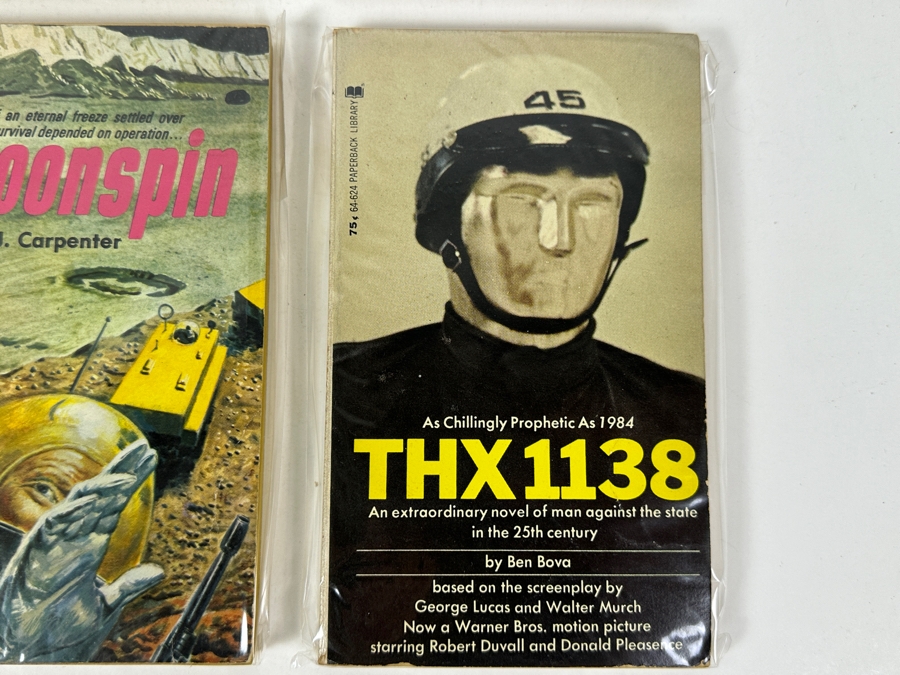 an eternal freeze settled over
survival depended on operation...
oonspin
J. Carpenter
75¢ 64-624 PAPERBACK LIBRARY
45
As Chillingly Prophetic As 1984
THX 1138
An extraordinary novel of man against the state
in the 25th century
by Ben Bova
based on the screenplay by
George Lucas and Walter Murch
Now a Warner Bros. motion picture
starring Robert Duvall and Donald Pleasence